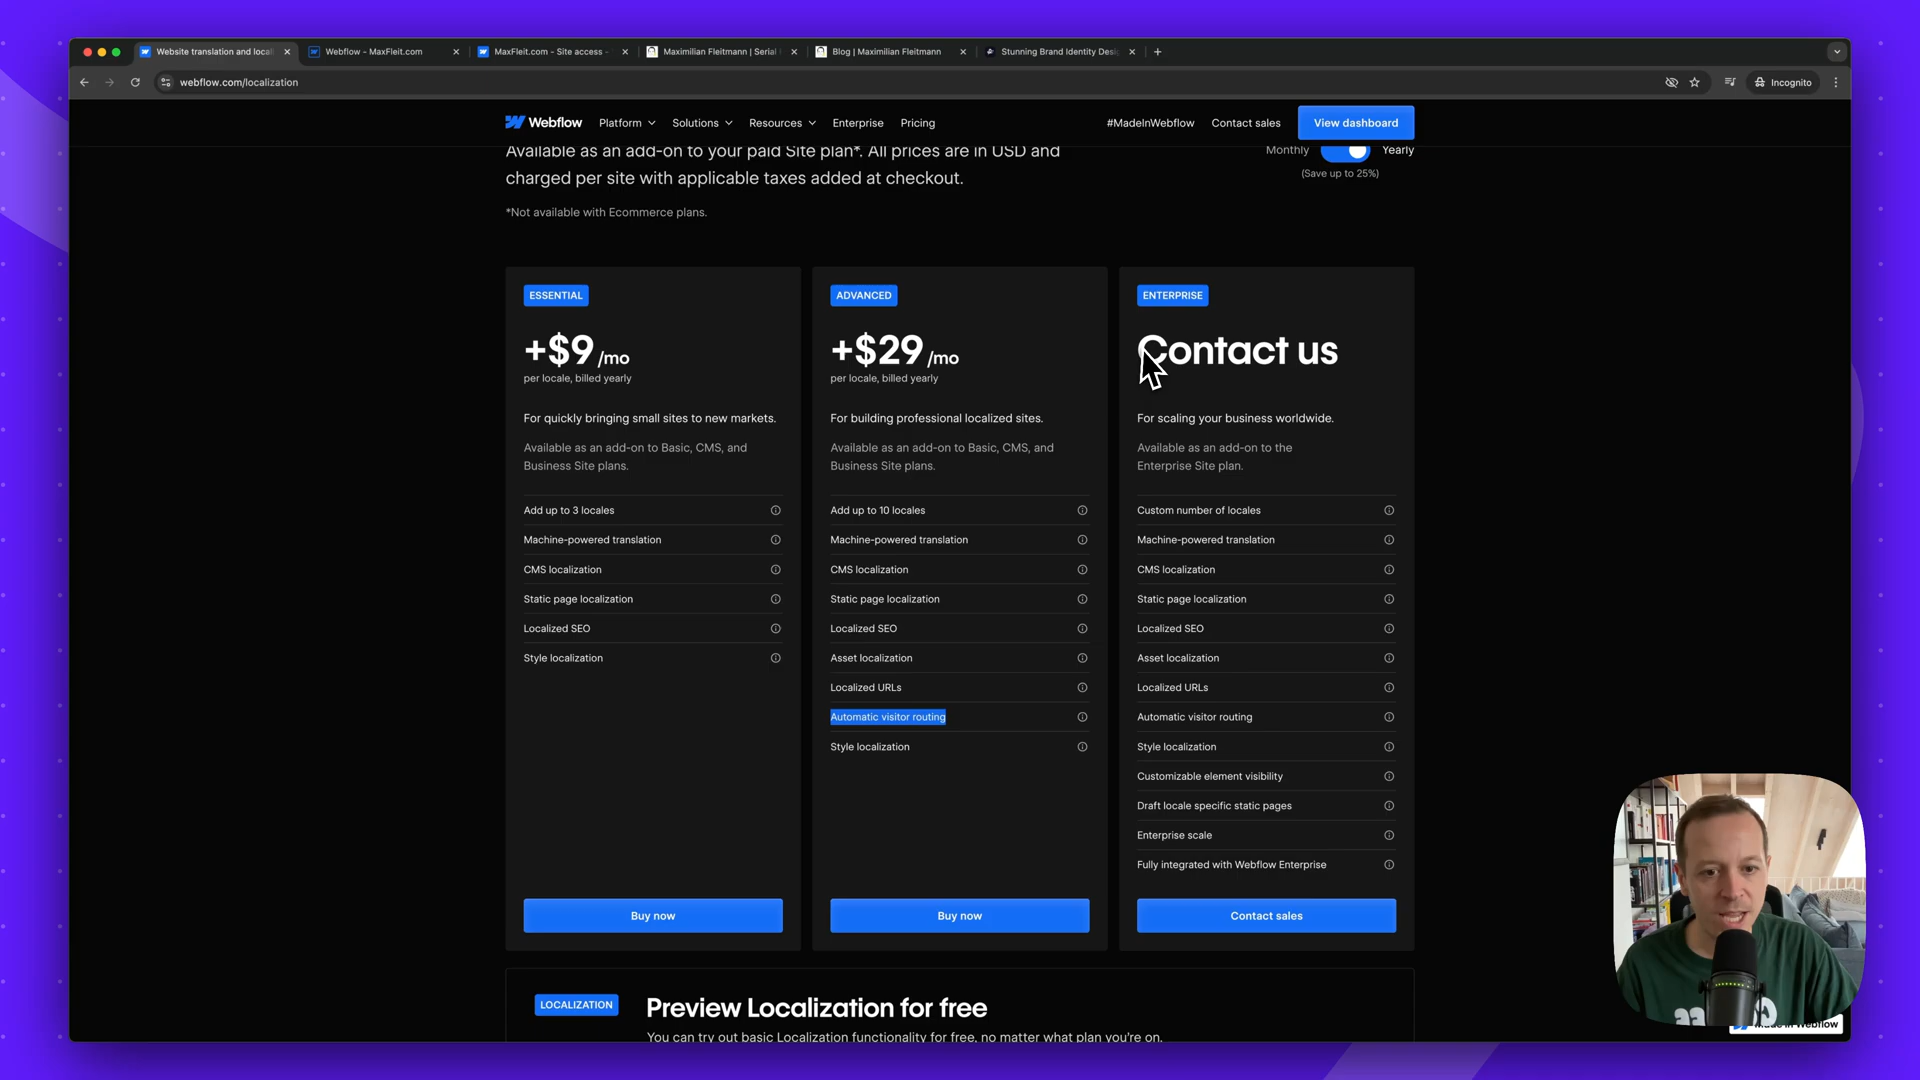 Website translation and locali
Webflow - MaxFleit.com
MaxFleit.com - Site access -
Maximilian Fleitmann | Serial
Blog | Maximilian Fleitmann
Stunning Brand Identity Desi
webflow.com/localization
Incognito
Webflow
Platform
Solutions
Resources
Enterprise
Pricing
#MadeInWebflow
Contact sales
View dashboard
Available as an add-on to your paid Site plan*. All prices are in USD and
charged per site with applicable taxes added at checkout.
*Not available with Ecommerce plans.
Monthly
Yearly
(Save up to 25%)
ESSENTIAL
+$9 /mo
per locale, billed yearly
For quickly bringing small sites to new markets.
Available as an add-on to Basic, CMS, and
Business Site plans.
Add up to 3 locales
Machine-powered translation
CMS localization
Static page localization
Localized SEO
Style localization
Buy now
ADVANCED
+$29 /mo
per locale, billed yearly
For building professional localized sites.
Available as an add-on to Basic, CMS, and
Business Site plans.
Add up to 10 locales
Machine-powered translation
CMS localization
Static page localization
Localized SEO
Asset localization
Localized URLs
Automatic visitor routing
Style localization
Buy now
ENTERPRISE
Contact us
For scaling your business worldwide.
Available as an add-on to the
Enterprise Site plan.
Custom number of locales
Machine-powered translation
CMS localization
Static page localization
Localized SEO
Asset localization
Localized URLs
Automatic visitor routing
Style localization
Customizable element visibility
Draft locale specific static pages
Enterprise scale
Fully integrated with Webflow Enterprise
Contact sales
LOCALIZATION
Preview Localization for free
You can try out basic Localization functionality for free, no matter what plan you're on.
Webflow